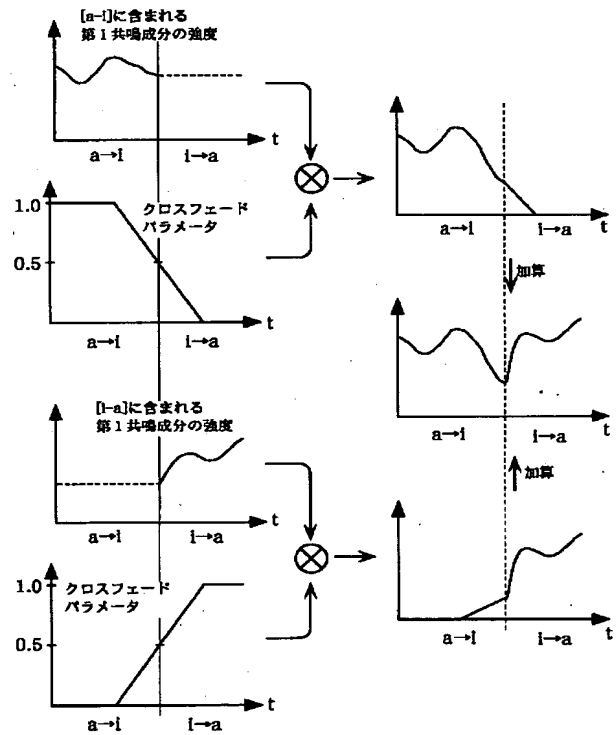 [a-i]に含まれる
第1共鳴成分の強度
t
a→i
i→a
1.0
クロスフェード
パラメータ
0.5
t
a→i
i→a
[i-a]に含まれる
第1共鳴成分の強度
t
a→i
i→a
1.0
クロスフェード
パラメータ
0.5
t
a→i
i→a
t
a→i
i→a
加算
t
a→i
i→a
加算
t
a→i
i→a